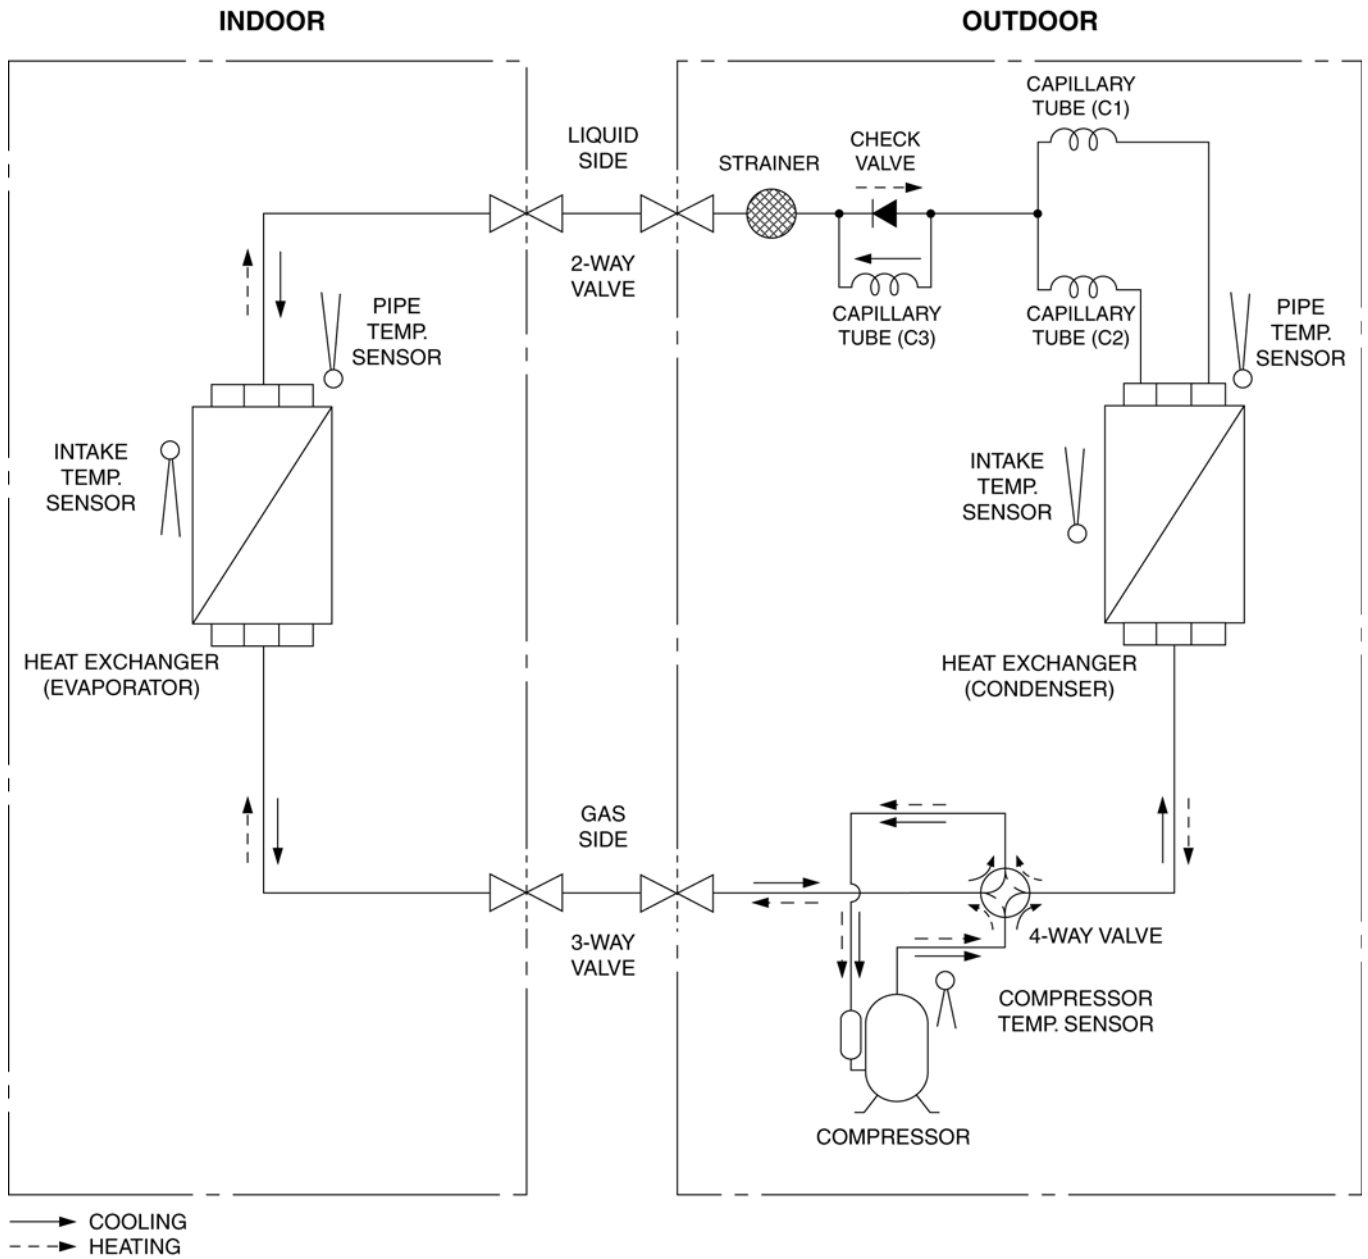 INDOOR
OUTDOOR
CAPILLARY
TUBE (C1)
LIQUID
SIDE
STRAINER
CHECK
VALVE
2-WAY
VALVE
PIPE
TEMP.
SENSOR
CAPILLARY
TUBE (C3)
CAPILLARY
TUBE (C2)
PIPE
TEMP.
SENSOR
INTAKE
TEMP.
SENSOR
INTAKE
TEMP.
SENSOR
HEAT EXCHANGER
(EVAPORATOR)
HEAT EXCHANGER
(CONDENSER)
GAS
SIDE
3-WAY
VALVE
4-WAY VALVE
COMPRESSOR
TEMP. SENSOR
COMPRESSOR
COOLING
HEATING